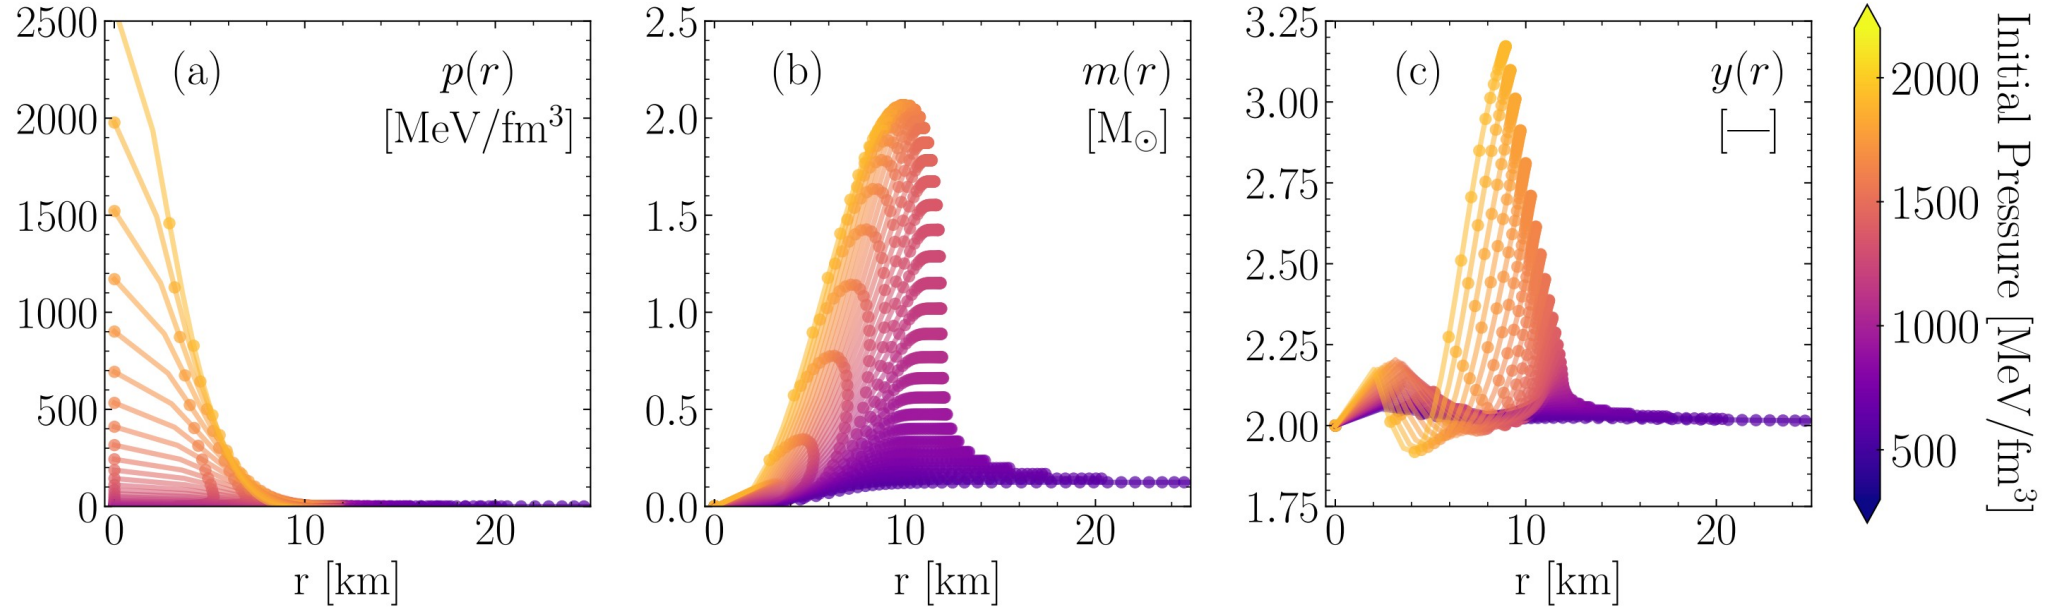 (a) p(r)
[MeV/fm³]
2500
2000
1500
1000
500
0
0 10 20
r [km]
(b) m(r)
[M☉]
2.5
2.0
1.5
1.0
0.5
0.0
0 10 20
r [km]
(c) y(r)
[—]
3.25
3.00
2.75
2.50
2.25
2.00
1.75
0 10 20
r [km]
2000
1500
1000
500
Initial Pressure [MeV/fm³]